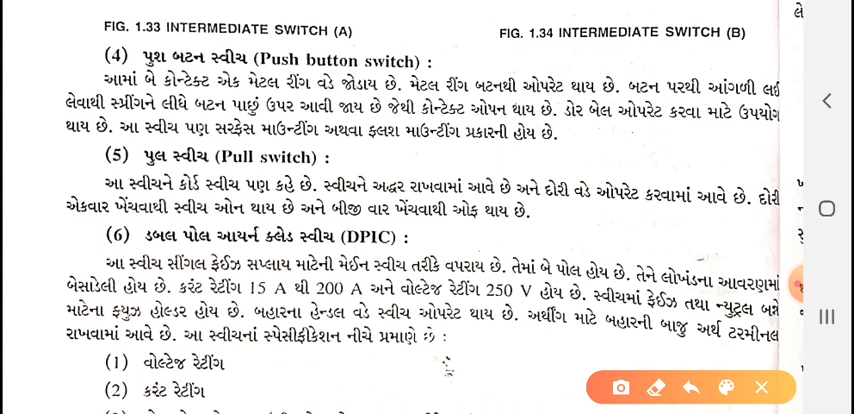 લે
FIG. 1.33 INTERMEDIATE SWITCH (A)
FIG. 1.34 INTERMEDIATE SWITCH (B)
(4) પુશ બટન સ્વીચ (Push button switch) :
આમાં બે કોન્ટેક્ટ એક મેટલ રીંગ વડે જોડાય છે. મેટલ રીંગ બટનથી ઓપરેટ થાય છે. બટન પરથી આંગળી લઈ
લેવાથી સ્પ્રીંગને લીધે બટન પાછું ઉપર આવી જાય છે જેથી કોન્ટેક્ટ ઓપન થાય છે. ડોર બેલ ઓપરેટ કરવા માટે ઉપયોગ
થાય છે. આ સ્વીચ પણ સરફેસ માઉન્ટીંગ અથવા ફલશ માઉન્ટીંગ પ્રકારની હોય છે.
(5) પુલ સ્વીચ (Pull switch) :
આ સ્વીચને કોર્ડ સ્વીચ પણ કહે છે. સ્વીચને અદ્ધર રાખવામાં આવે છે અને દોરી વડે ઓપરેટ કરવામાં આવે છે. દોરી
એકવાર ખેંચવાથી સ્વીચ ઓન થાય છે અને બીજી વાર ખેંચવાથી ઓફ થાય છે.
(6) ડબલ પોલ આયર્ન ક્લેડ સ્વીચ (DPIC) :
આ સ્વીચ સીંગલ ફેઈઝ સપ્લાય માટેની મેઈન સ્વીચ તરીકે વપરાય છે. તેમાં બે પોલ હોય છે. તેને લોખંડના આવરણમાં
બેસાડેલી હોય છે. કરંટ રેટીંગ 15 A થી 200 A અને વોલ્ટેજ રેટીંગ 250 V હોય છે. સ્વીચમાં ફેઈઝ તથા ન્યુટ્રલ બન્ને
માટેના ફયુઝ હોલ્ડર હોય છે. બહારના હેન્ડલ વડે સ્વીચ ઓપરેટ થાય છે. અર્થીંગ માટે બહારની બાજુ અર્થ ટરમીનલ
રાખવામાં આવે છે. આ સ્વીચનાં સ્પેસીફીકેશન નીચે પ્રમાણે છે :
(1) વોલ્ટેજ રેટીંગ
(2) કરંટ રેટીંગ